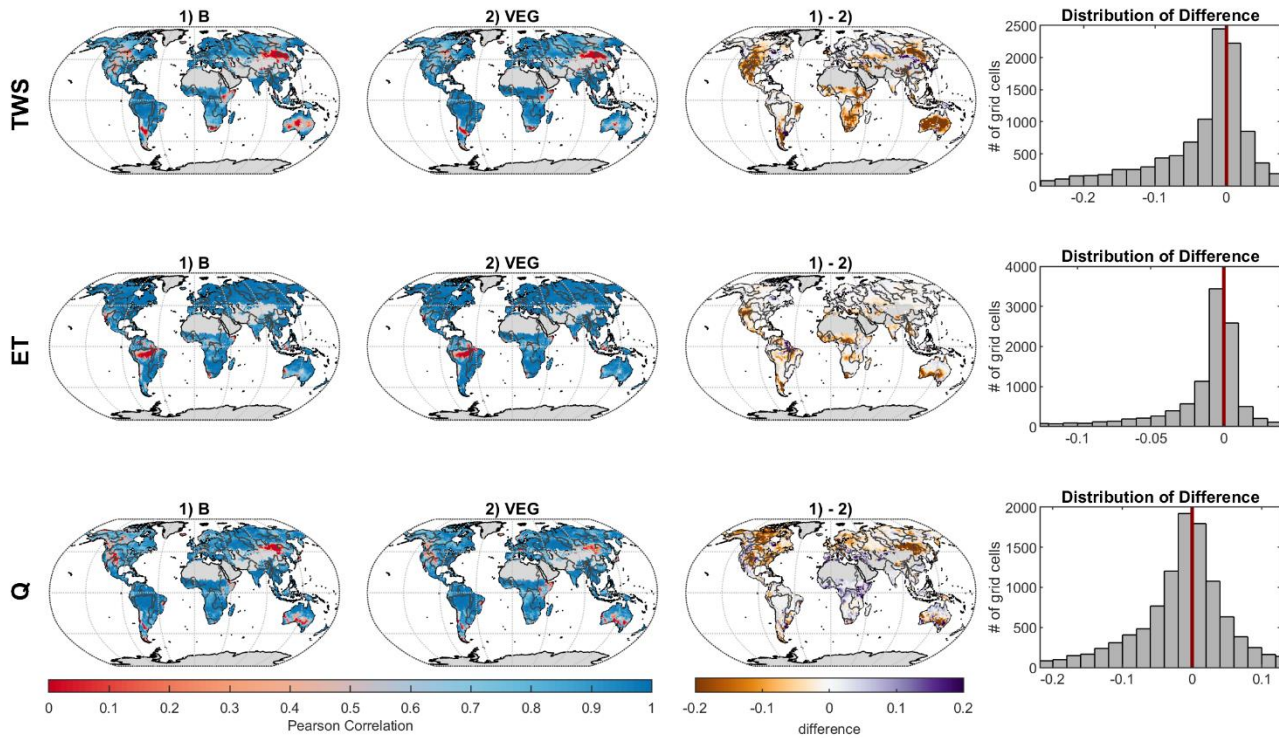 1) B
2) VEG
1) - 2)
Distribution of Difference
TWS
# of grid cells
2500
2000
1500
1000
500
0
-0.2
-0.1
0
1) B
2) VEG
1) - 2)
Distribution of Difference
ET
# of grid cells
4000
3000
2000
1000
0
-0.1
-0.05
0
1) B
2) VEG
1) - 2)
Distribution of Difference
Q
# of grid cells
2000
1500
1000
500
0
-0.2
-0.1
0
0.1
0 0.1 0.2 0.3 0.4 0.5 0.6 0.7 0.8 0.9 1
Pearson Correlation
-0.2 -0.1 0 0.1 0.2
difference